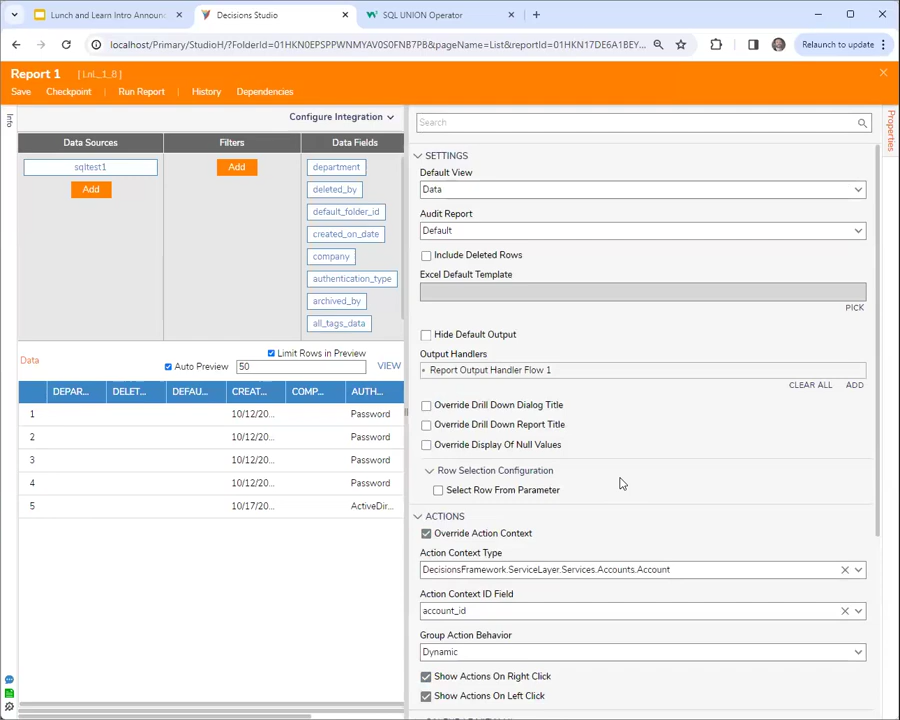 Lunch and Learn Intro Announc
Decisions Studio
SQL UNION Operator
localhost/Primary/StudioH/?FolderId=01HKN0EPSPPWNMYAV0S0FNB7PB&pageName=List&reportId=01HKN17DE6A1BEY...
Relaunch to update
Report 1 [ LnL_1_8 ]
Save Checkpoint Run Report History Dependencies
Info
Configure Integration
Data Sources Filters Data Fields
sqltest1
Add
Add
department
deleted_by
default_folder_id
created_on_date
company
authentication_type
archived_by
all_tags_data
Data
Limit Rows in Preview
Auto Preview 50 VIEW
DEPAR... DELET... DEFAU... CREAT... COMP... AUTH...
1 10/12/20... Password
2 10/12/20... Password
3 10/12/20... Password
4 10/12/20... Password
5 10/17/20... ActiveDir...
Search
Properties
SETTINGS
Default View
Data
Audit Report
Default
Include Deleted Rows
Excel Default Template
PICK
Hide Default Output
Output Handlers
Report Output Handler Flow 1
CLEAR ALL ADD
Override Drill Down Dialog Title
Override Drill Down Report Title
Override Display Of Null Values
Row Selection Configuration
Select Row From Parameter
ACTIONS
Override Action Context
Action Context Type
DecisionsFramework.ServiceLayer.Services.Accounts.Account
Action Context ID Field
account_id
Group Action Behavior
Dynamic
Show Actions On Right Click
Show Actions On Left Click